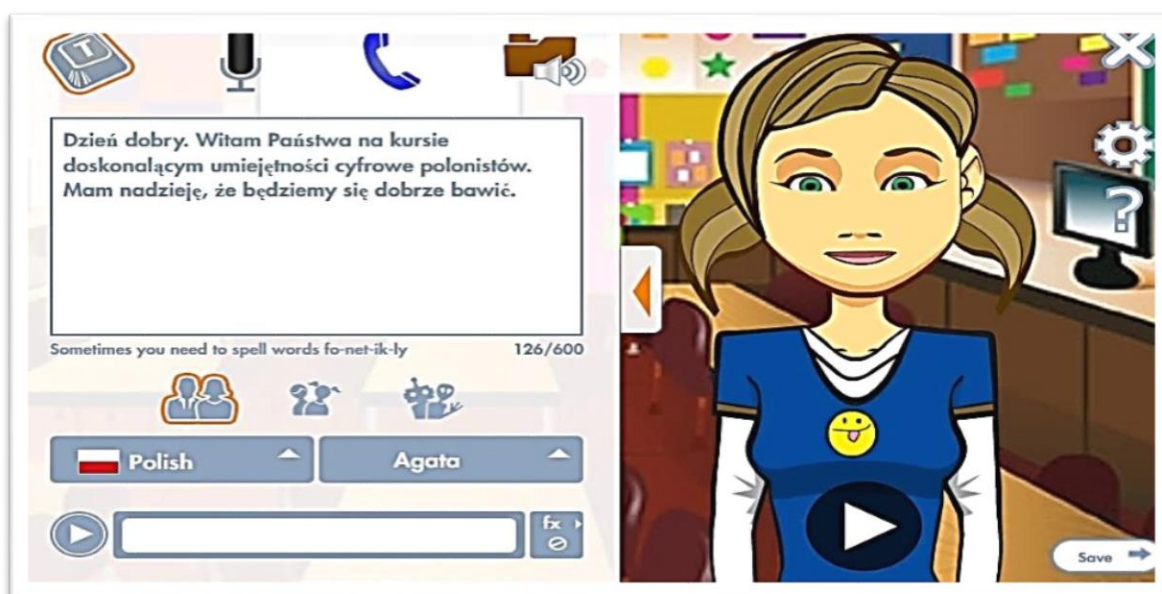 T
Dzień dobry. Witam Państwa na kursie
doskonalącym umiejętności cyfrowe polonistów.
Mam nadzieję, że będziemy się dobrze bawić.
Sometimes you need to spell words fo-net-ik-ly 126/600
Polish Agata
fx
?
Save